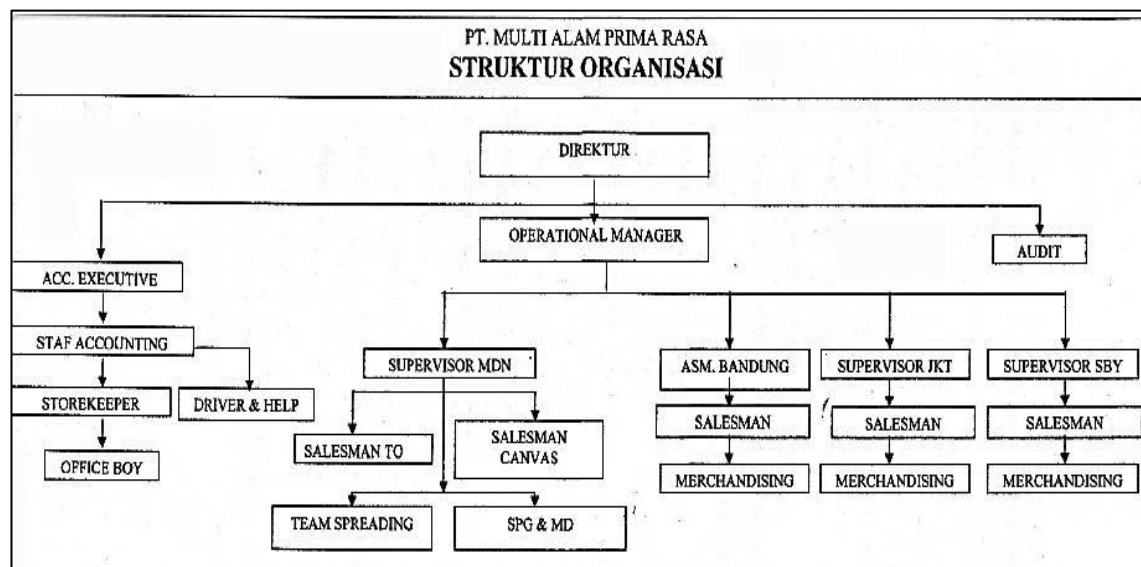 PT. MULTI ALAM PRIMA RASA
STRUKTUR ORGANISASI
DIREKTUR
OPERATIONAL MANAGER
AUDIT
ACC. EXECUTIVE
STAF ACCOUNTING
SUPERVISOR MDN
ASM. BANDUNG
SUPERVISOR JKT
SUPERVISOR SBY
STOREKEEPER
DRIVER & HELP
SALESMAN TO
SALESMAN
CANVAS
SALESMAN
SALESMAN
SALESMAN
OFFICE BOY
MERCHANDISING
MERCHANDISING
MERCHANDISING
TEAM SPREADING
SPG & MD